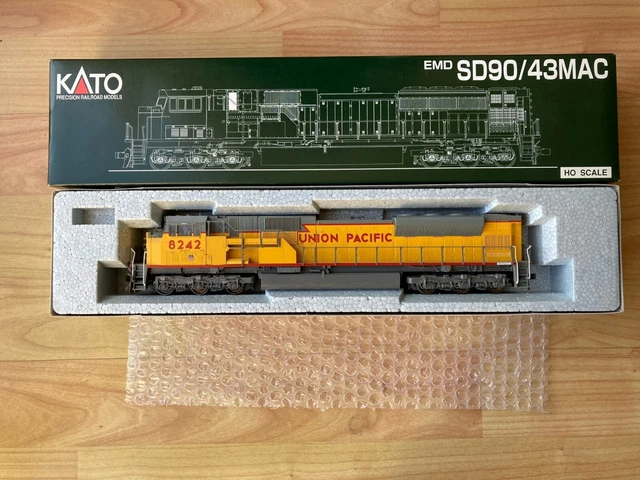 KATO
PRECISION RAILROAD MODELS
EMD SD90/43MAC
HO SCALE
8242
UNION PACIFIC